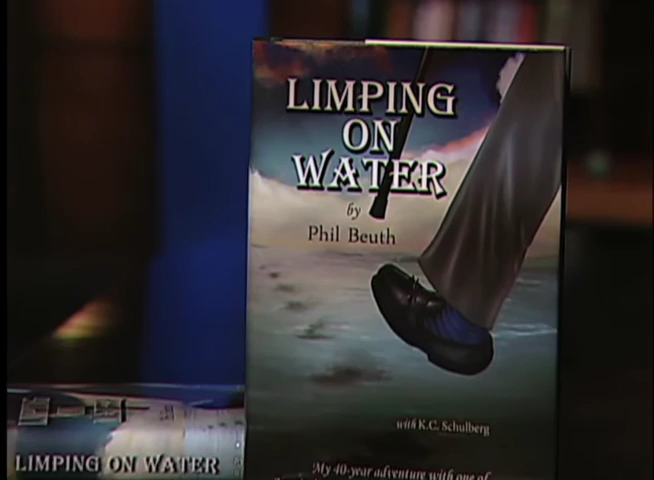 LIMPING
ON
WATER
by
Phil Beuth
with K.C. Schulberg
My 40-year adventure with one of
LIMPING ON WATER